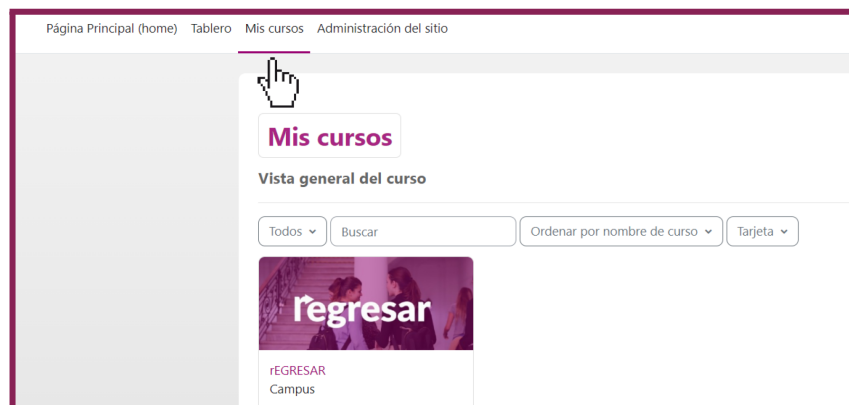 Página Principal (home) Tablero Mis cursos Administración del sitio
Mis cursos
Vista general del curso
Todos Buscar Ordenar por nombre de curso Tarjeta
regresar
rEGRESAR
Campus